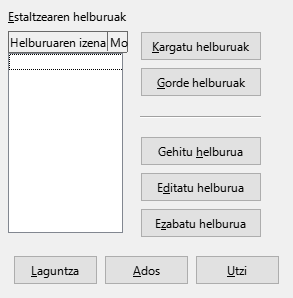 Estaltzearen helburuak
Helburuaren izena Mo
Kargatu helburuak
Gorde helburuak
Gehitu helburua
Editatu helburua
Ezabatu helburua
Laguntza Ados Utzi